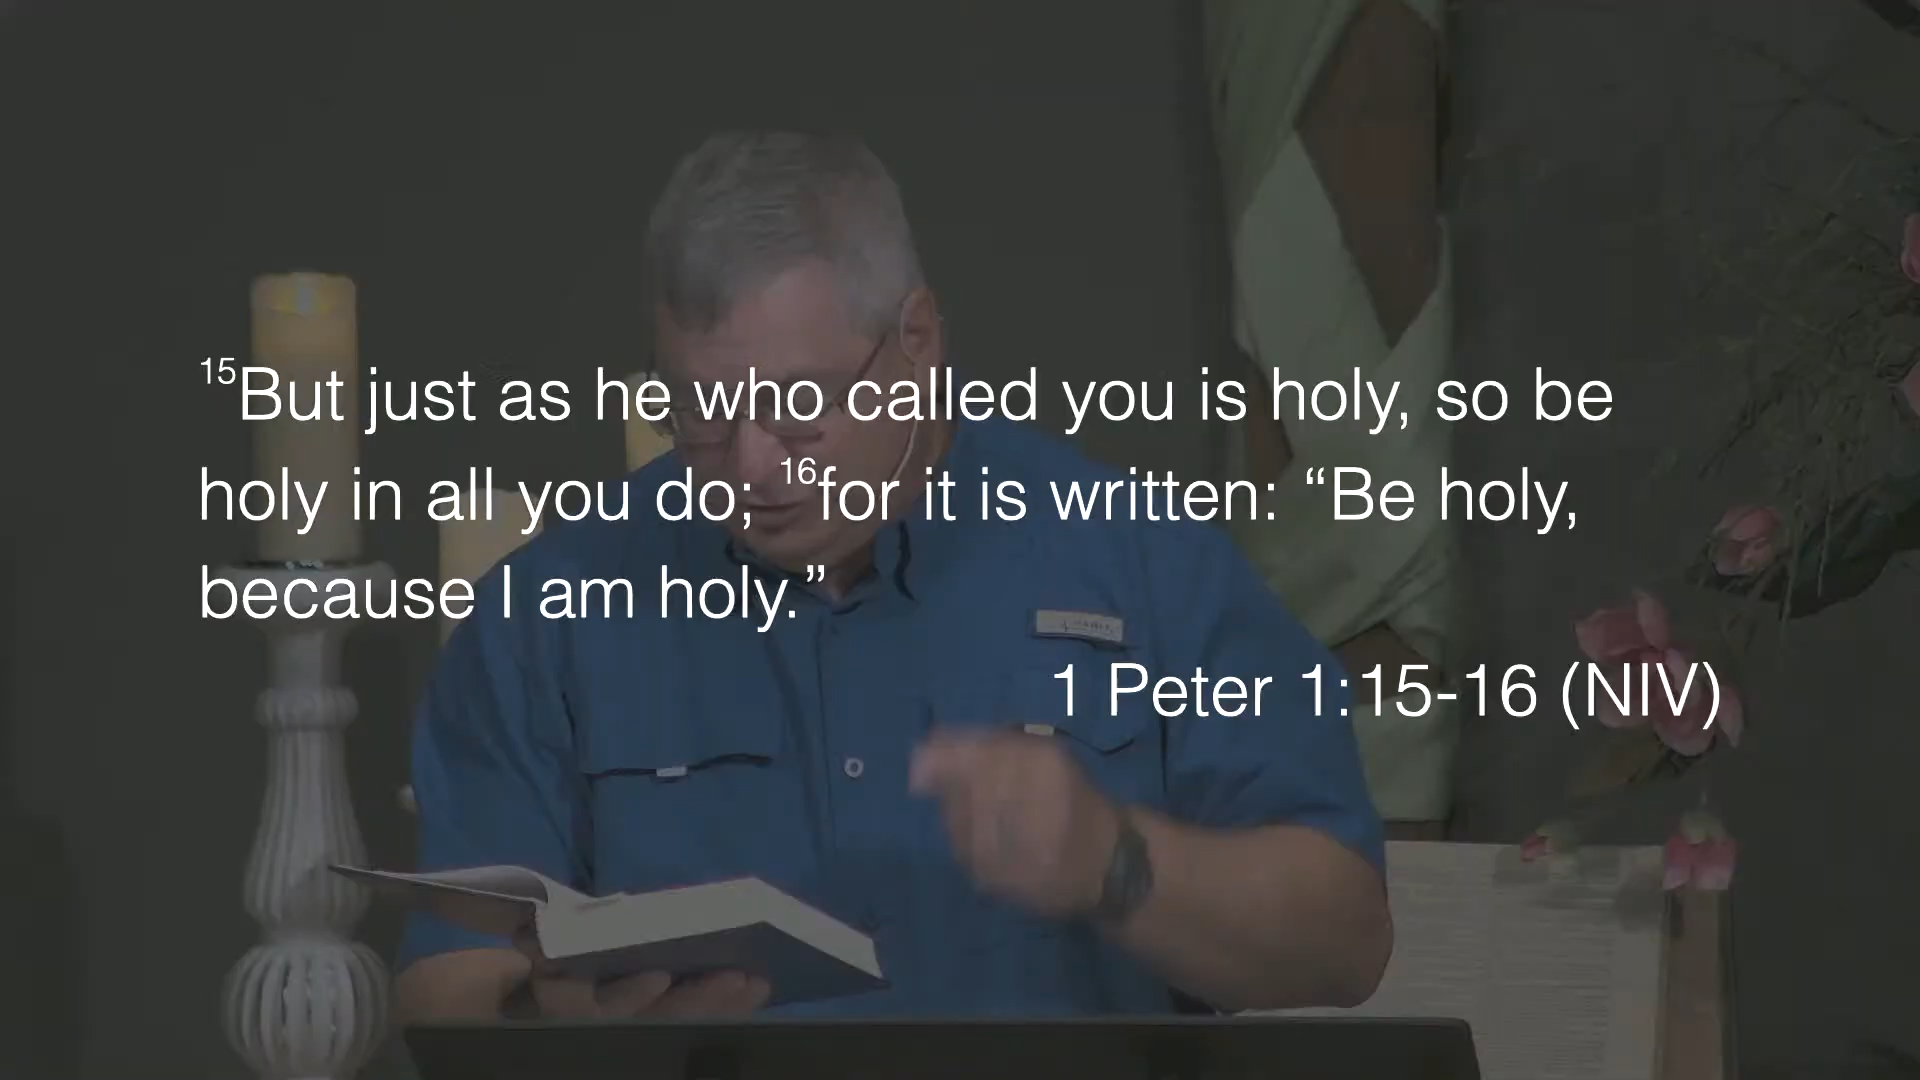 ¹⁵But just as he who called you is holy, so be
holy in all you do; ¹⁶for it is written: “Be holy,
because I am holy.”
1 Peter 1:15-16 (NIV)